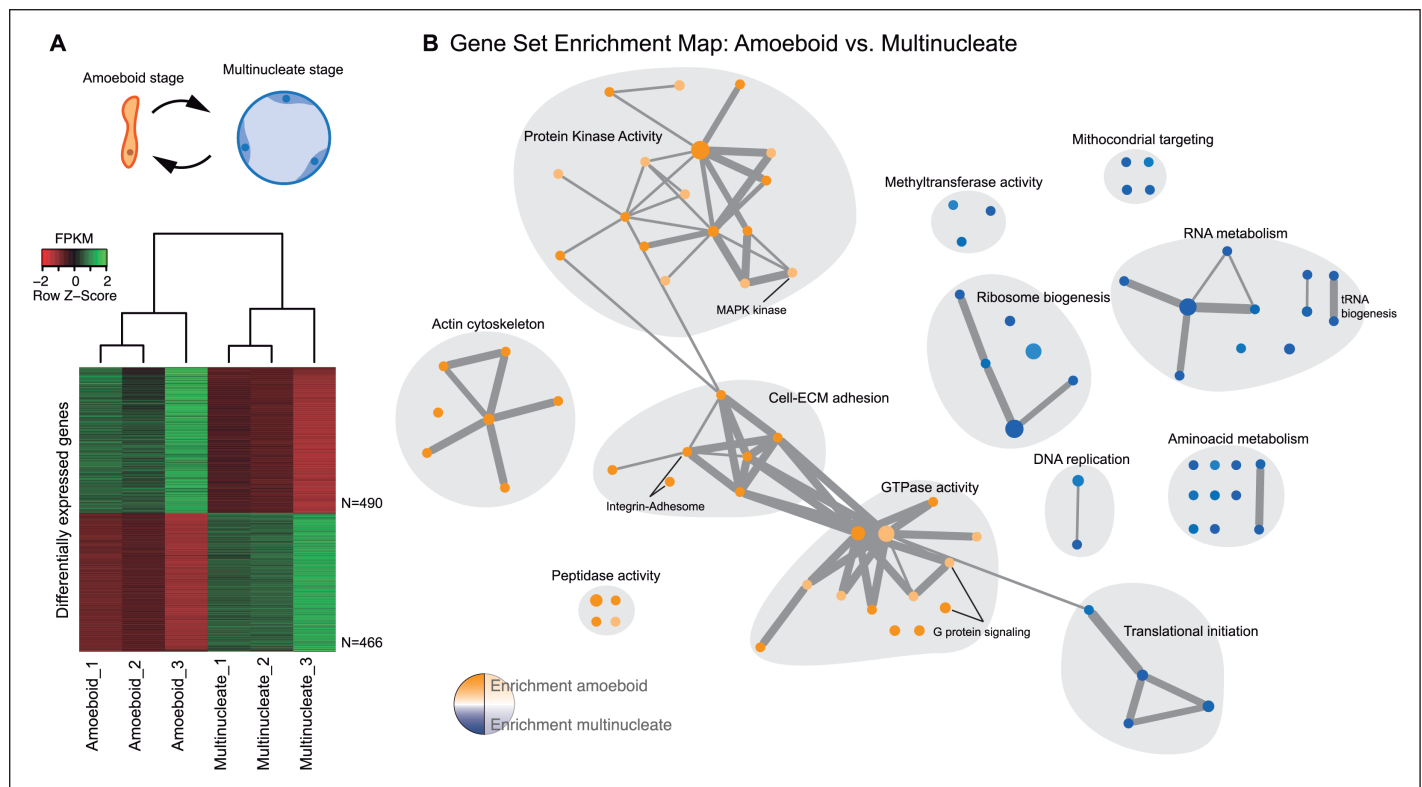 A
Amoeboid stage
Multinucleate stage
FPKM
−2 0 2
Row Z−Score
Differentially expressed genes
N=490
N=466
Amoeboid_1
Amoeboid_2
Amoeboid_3
Multinucleate_1
Multinucleate_2
Multinucleate_3
B Gene Set Enrichment Map: Amoeboid vs. Multinucleate
Protein Kinase Activity
MAPK kinase
Mithocondrial targeting
Methyltransferase activity
RNA metabolism
tRNA
biogenesis
Ribosome biogenesis
Actin cytoskeleton
Cell-ECM adhesion
Integrin-Adhesome
GTPase activity
G protein signaling
DNA replication
Aminoacid metabolism
Peptidase activity
Translational initiation
Enrichment amoeboid
Enrichment multinucleate